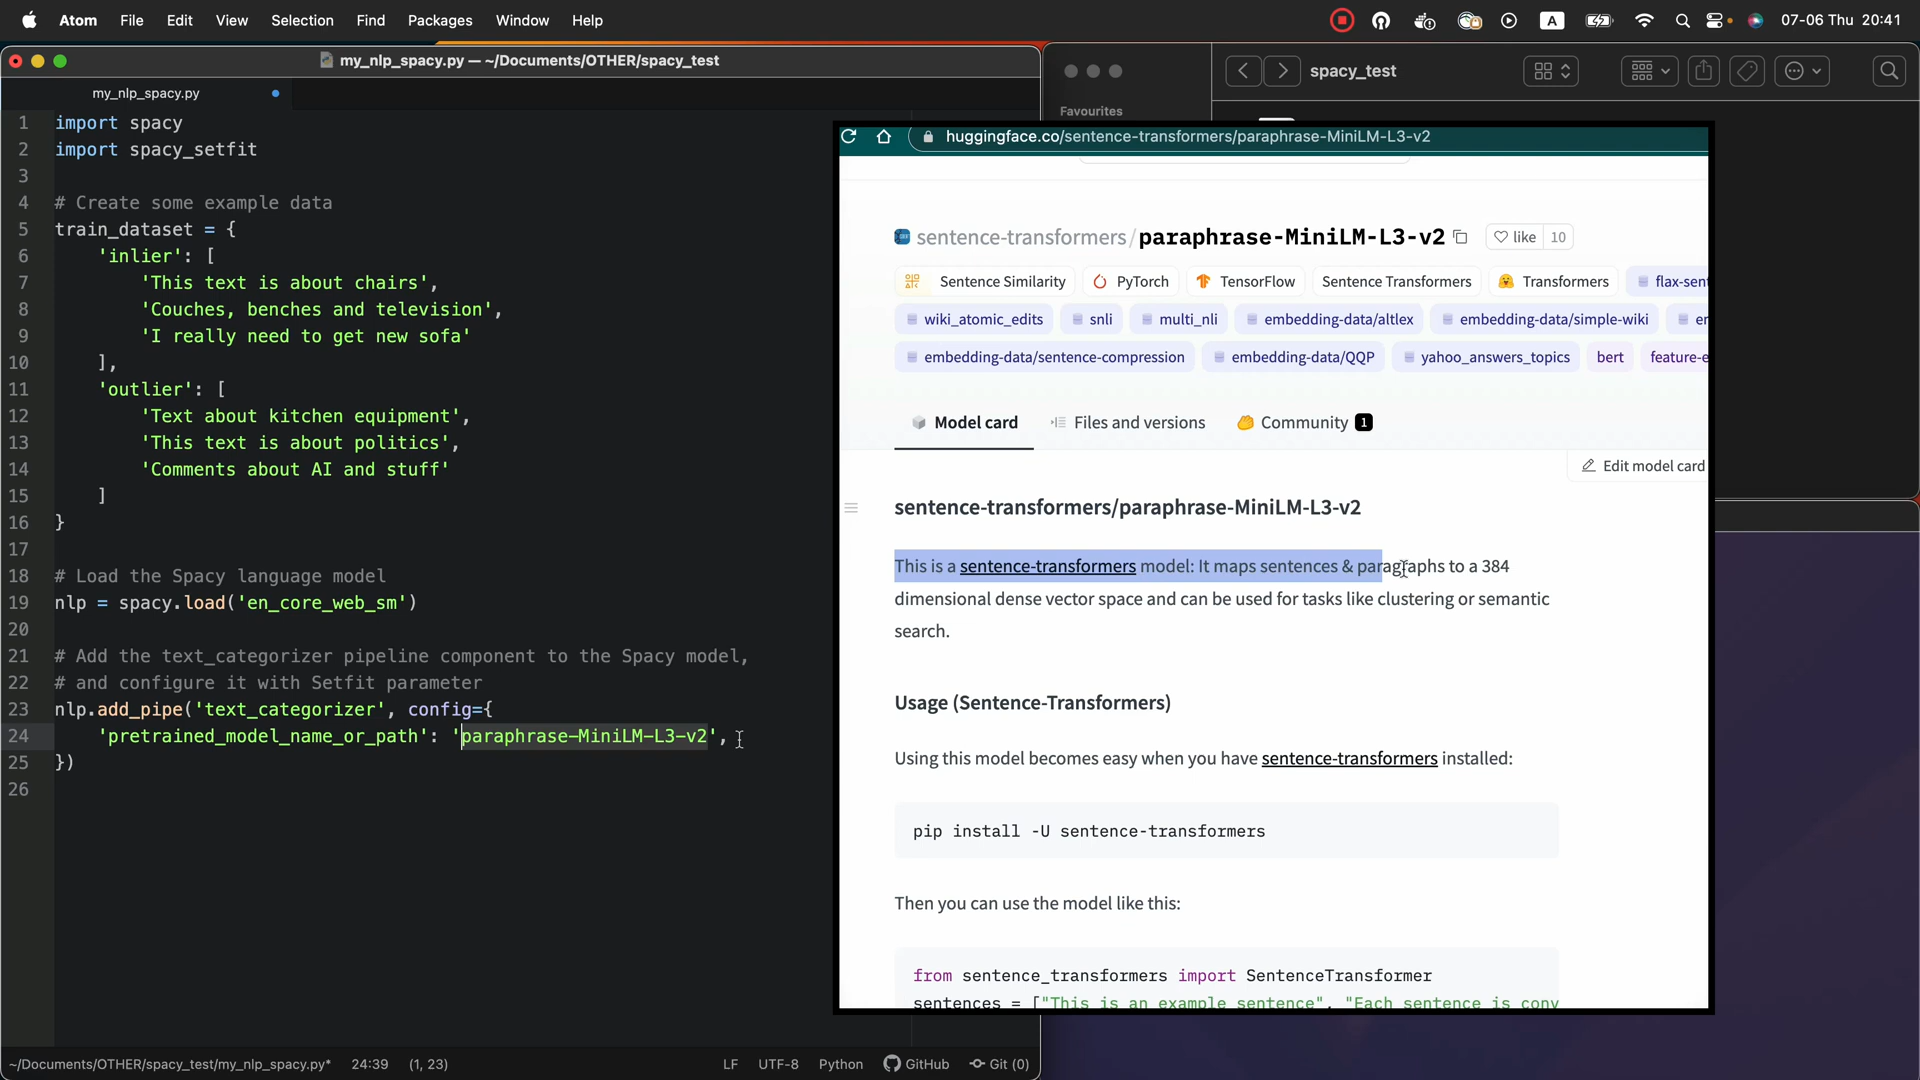 Atom File Edit View Selection Find Packages Window Help
A
07-06 Thu 20:41
my_nlp_spacy.py — ~/Documents/OTHER/spacy_test
my_nlp_spacy.py
1 import spacy
2 import spacy_setfit
3
4 # Create some example data
5 train_dataset = {
6 'inlier': [
7 'This text is about chairs',
8 'Couches, benches and television',
9 'I really need to get new sofa'
10 ],
11 'outlier': [
12 'Text about kitchen equipment',
13 'This text is about politics',
14 'Comments about AI and stuff'
15 ]
16 }
17
18 # Load the Spacy language model
19 nlp = spacy.load('en_core_web_sm')
20
21 # Add the text_categorizer pipeline component to the Spacy model,
22 # and configure it with Setfit parameter
23 nlp.add_pipe('text_categorizer', config={
24 'pretrained_model_name_or_path': 'paraphrase-MiniLM-L3-v2',
25 })
26
~/Documents/OTHER/spacy_test/my_nlp_spacy.py* 24:39 (1, 23) LF UTF-8 Python GitHub Git (0)
spacy_test
Favourites
huggingface.co/sentence-transformers/paraphrase-MiniLM-L3-v2
sentence-transformers/paraphrase-MiniLM-L3-v2 like 10
Sentence Similarity PyTorch TensorFlow Sentence Transformers Transformers flax-sent
wiki_atomic_edits snli multi_nli embedding-data/altlex embedding-data/simple-wiki
embedding-data/sentence-compression embedding-data/QQP yahoo_answers_topics bert feature-e
Model card Files and versions Community 1
Edit model card
sentence-transformers/paraphrase-MiniLM-L3-v2
This is a sentence-transformers model: It maps sentences & paragraphs to a 384
dimensional dense vector space and can be used for tasks like clustering or semantic
search.
Usage (Sentence-Transformers)
Using this model becomes easy when you have sentence-transformers installed:
pip install -U sentence-transformers
Then you can use the model like this:
from sentence_transformers import SentenceTransformer
sentences = ["This is an example sentence", "Each sentence is conv